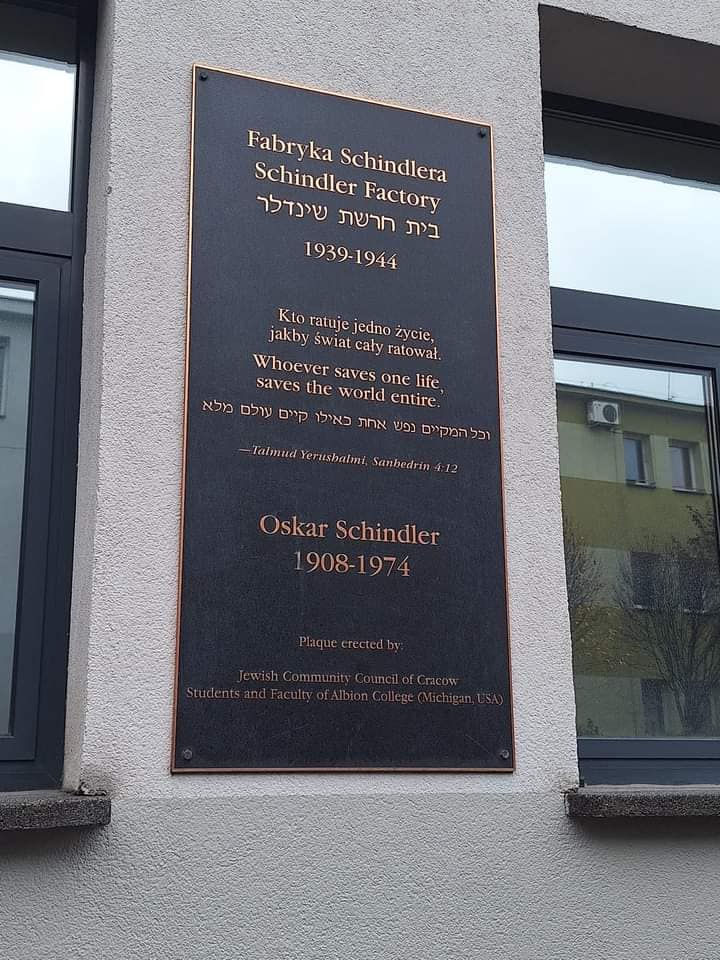 Fabryka Schindlera
Schindler Factory
בית חרשת שינדלר
1939-1944
Kto ratuje jedno życie,
jakby świat cały ratował.
Whoever saves one life,
saves the world entire.
וכל המקיים נפש אחת כאילו קיים עולם מלא
—Talmud Yerushalmi, Sanhedrin 4:12
Oskar Schindler
1908-1974
Plaque erected by:
Jewish Community Council of Cracow
Students and Faculty of Albion College (Michigan, USA)